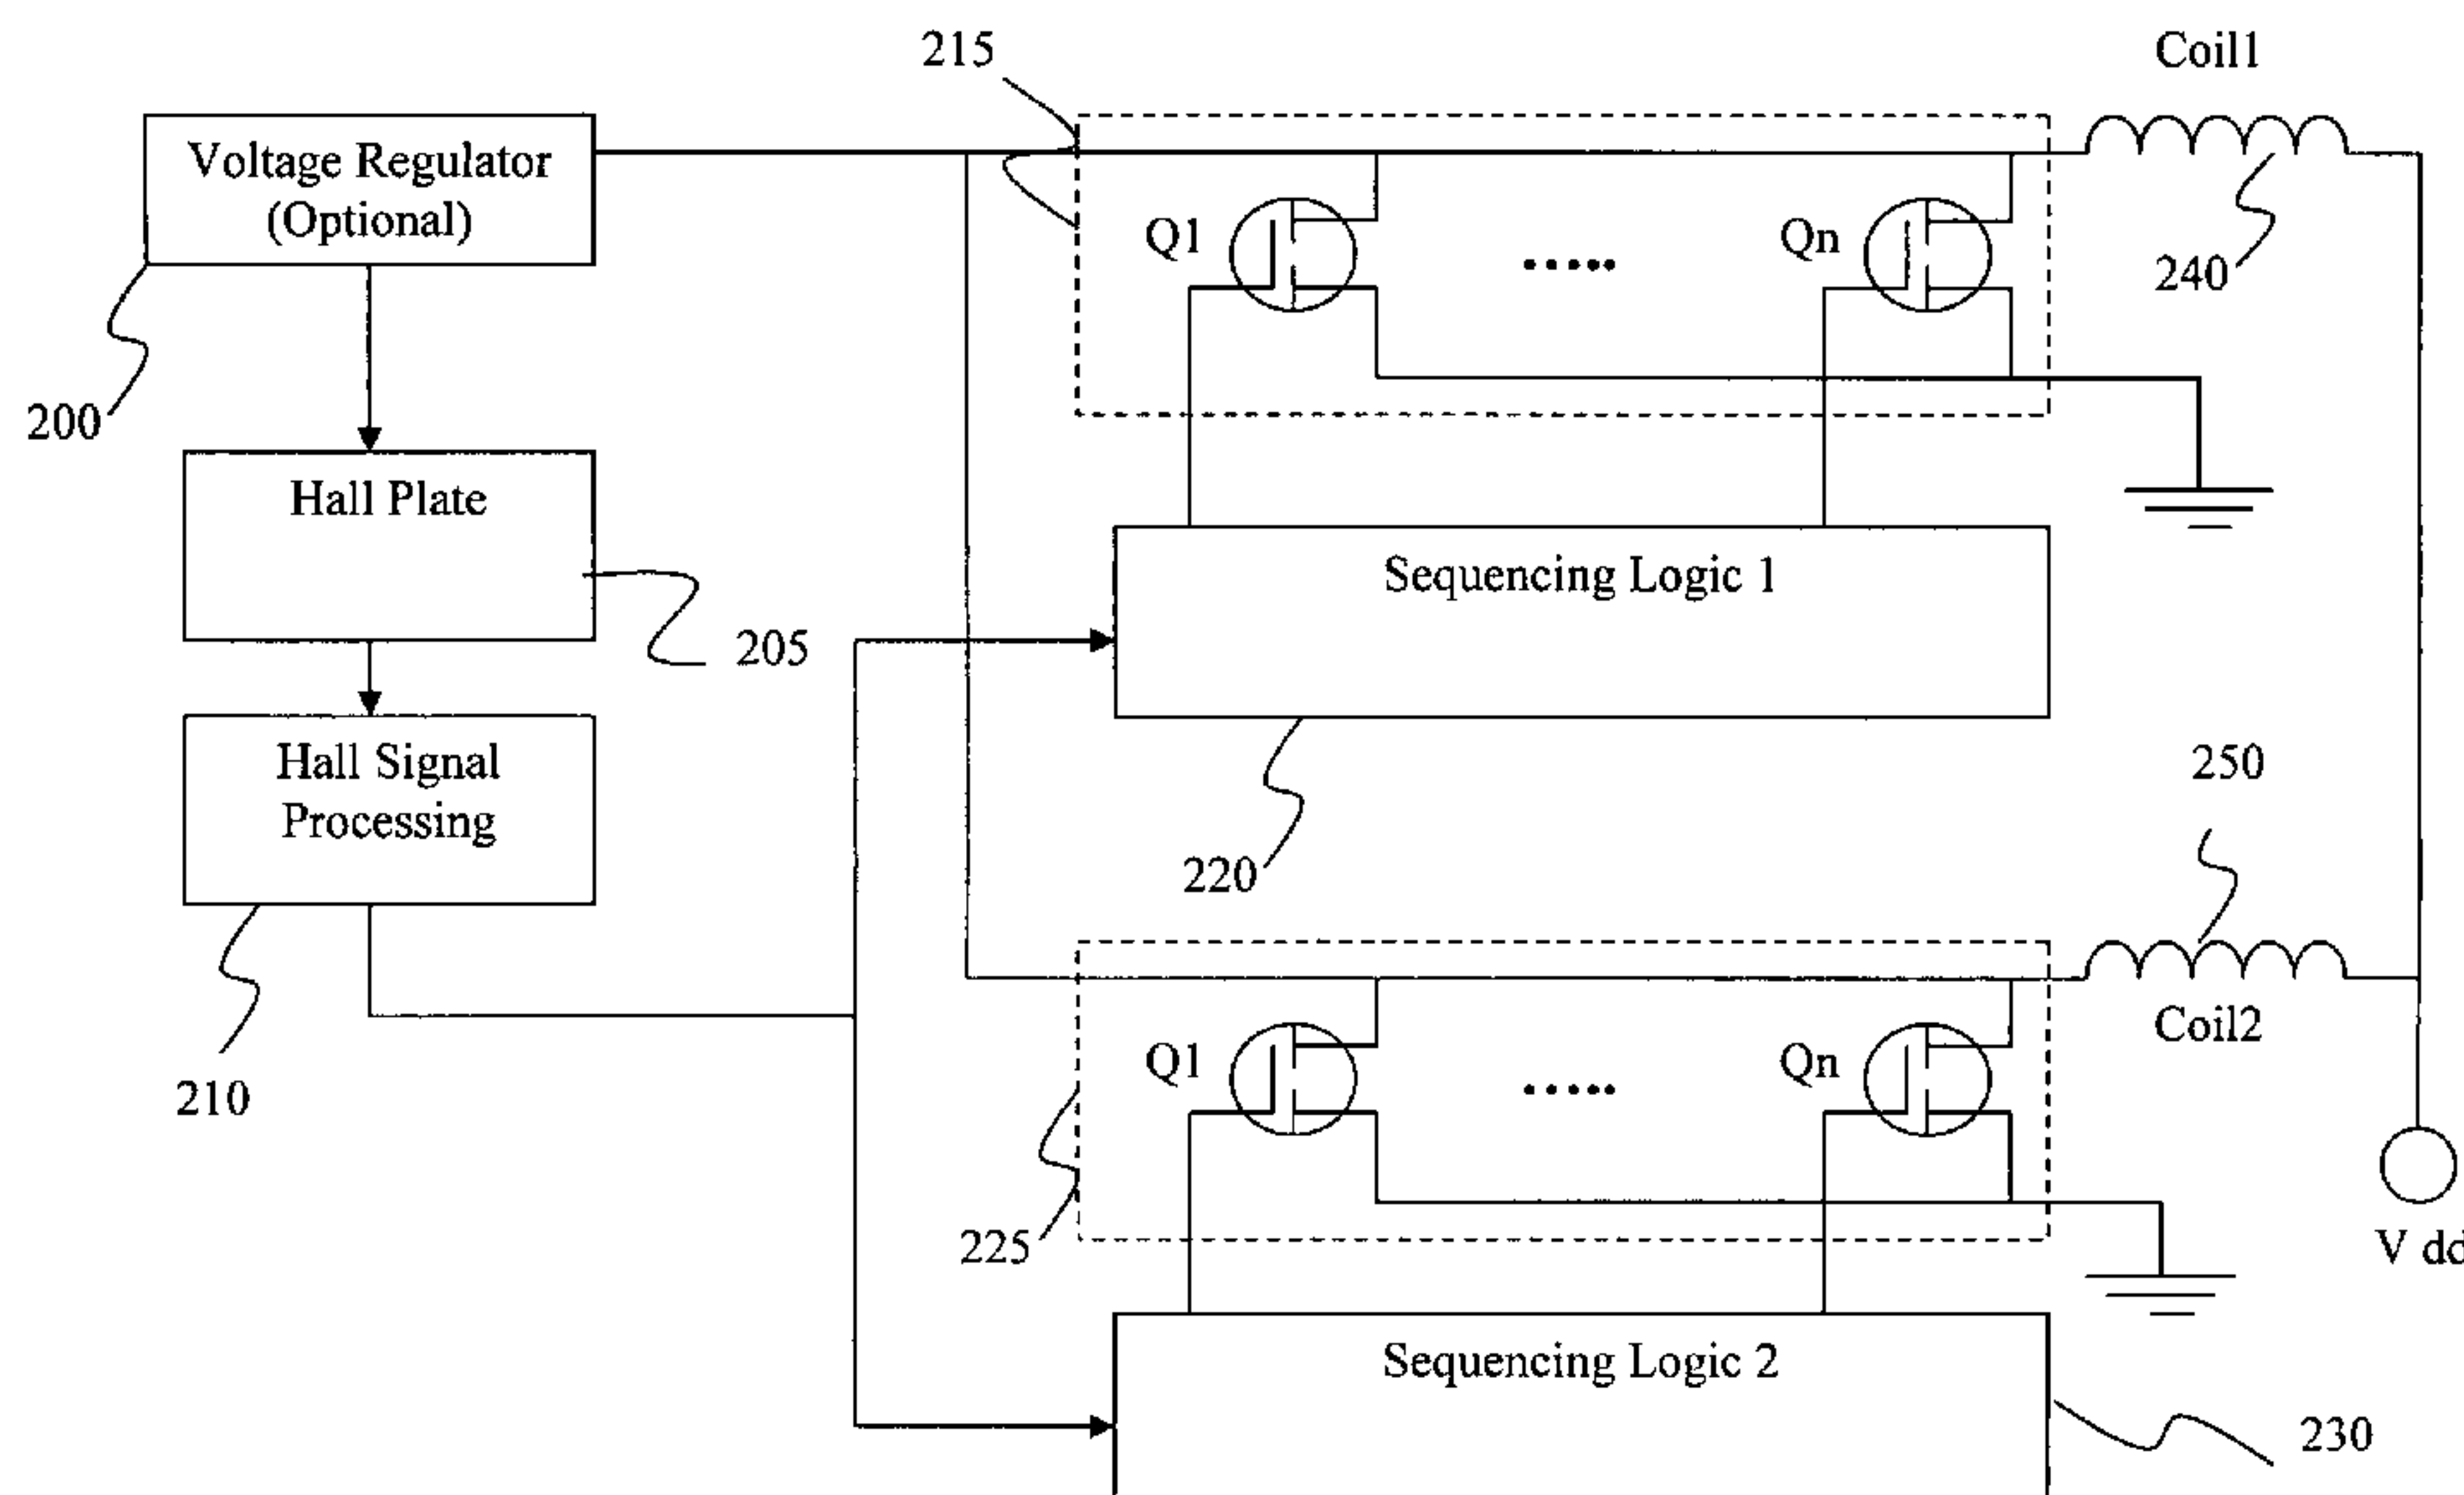 215
Coil1
Voltage Regulator
(Optional)
Q1
Qn
240
200
Hall Plate
205
Sequencing Logic 1
Hall Signal
Processing
250
220
210
Coil2
Q1
Qn
225
V dd
Sequencing Logic 2
230